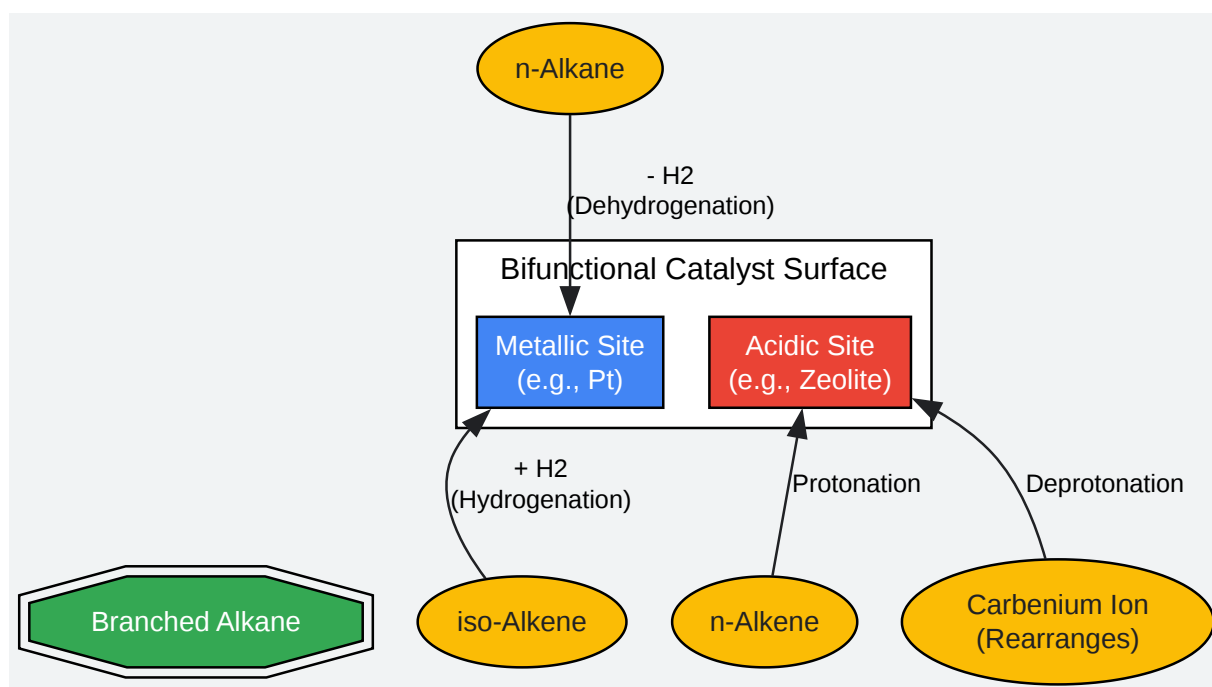 n-Alkane
- H2
(Dehydrogenation)
Bifunctional Catalyst Surface
Metallic Site
(e.g., Pt)
Acidic Site
(e.g., Zeolite)
+ H2
(Hydrogenation)
Protonation
Deprotonation
Branched Alkane
iso-Alkene
n-Alkene
Carbenium Ion
(Rearranges)